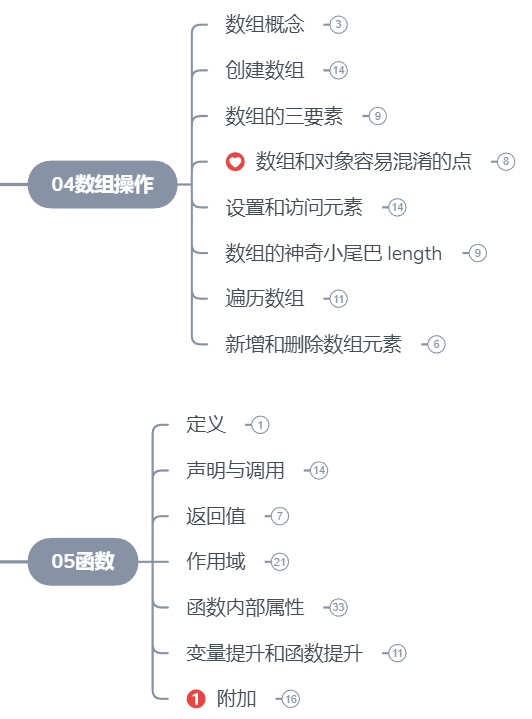 04数组操作
数组概念 3
创建数组 14
数组的三要素 9
数组和对象容易混淆的点 8
设置和访问元素 14
数组的神奇小尾巴 length 9
遍历数组 11
新增和删除数组元素 6
05函数
定义 1
声明与调用 14
返回值 7
作用域 21
函数内部属性 33
变量提升和函数提升 11
1 附加 16